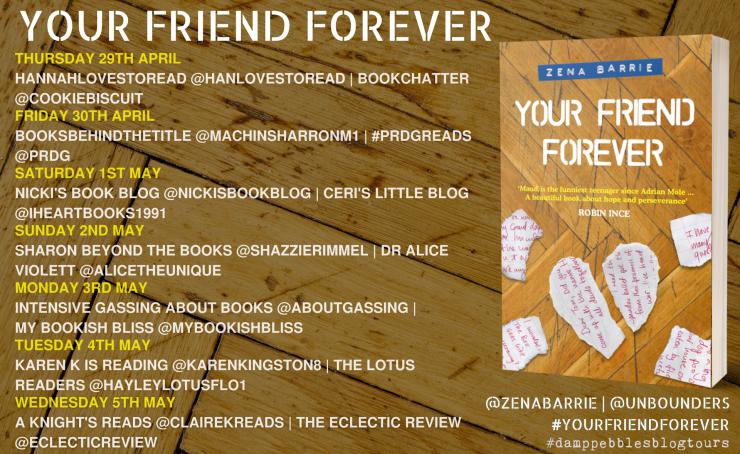 YOUR FRIEND FOREVER
THURSDAY 29TH APRIL
HANNAHLOVESTOREAD @HANLOVESTOREAD | BOOKCHATTER
@COOKIEBISCUIT
FRIDAY 30TH APRIL
BOOKSBEHINDTHETITLE @MACHINSHARRONM1 | #PRDGREADS
@PRDG
SATURDAY 1ST MAY
NICKI'S BOOK BLOG @NICKISBOOKBLOG | CERI'S LITTLE BLOG
@IHEARTBOOKS1991
SUNDAY 2ND MAY
SHARON BEYOND THE BOOKS @SHAZZIERIMMEL | DR ALICE
VIOLETT @ALICETHEUNIQUE
MONDAY 3RD MAY
INTENSIVE GASSING ABOUT BOOKS @ABOUTGASSING |
MY BOOKISH BLISS @MYBOOKISHBLISS
TUESDAY 4TH MAY
KAREN K IS READING @KARENKINGSTON8 | THE LOTUS
READERS @HAYLEYLOTUSFLO1
WEDNESDAY 5TH MAY
A KNIGHT'S READS @CLAIREKREADS | THE ECLECTIC REVIEW
@ECLECTICREVIEW
ZENA BARRIE
YOUR FRIEND
FOREVER
'Maud is the funniest teenager since Adrian Mole ...
A beautiful book about hope and perseverance'
ROBIN INCE
I have
many
@ZENABARRIE | @UNBOUNDERS
#YOURFRIENDFOREVER
#damppebblesblogtours